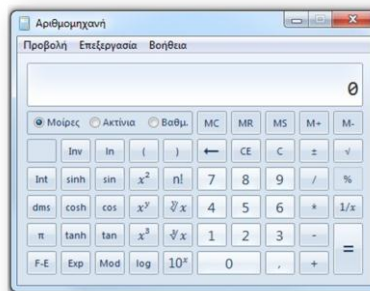 Αριθμομηχανή
Προβολή Επεξεργασία Βοήθεια
0
Μοίρες Ακτίνια Βαθμ. MC MR MS M+ M-
Inv ln ( ) ← CE C ± √
Int sinh sin x² n! 7 8 9 / %
dms cosh cos xʸ ʸ√x 4 5 6 * 1/x
π tanh tan x³ ³√x 1 2 3 - =
F-E Exp Mod log 10ˣ 0 , +